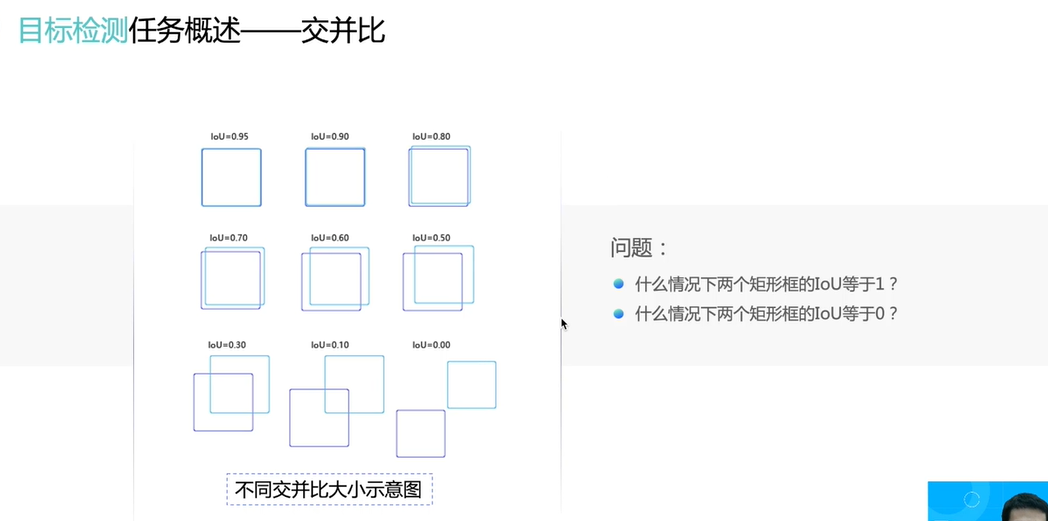 目标检测任务概述——交并比
IoU=0.95 IoU=0.90 IoU=0.80
IoU=0.70 IoU=0.60 IoU=0.50
IoU=0.30 IoU=0.10 IoU=0.00
不同交并比大小示意图
问题：
什么情况下两个矩形框的IoU等于1？
什么情况下两个矩形框的IoU等于0？